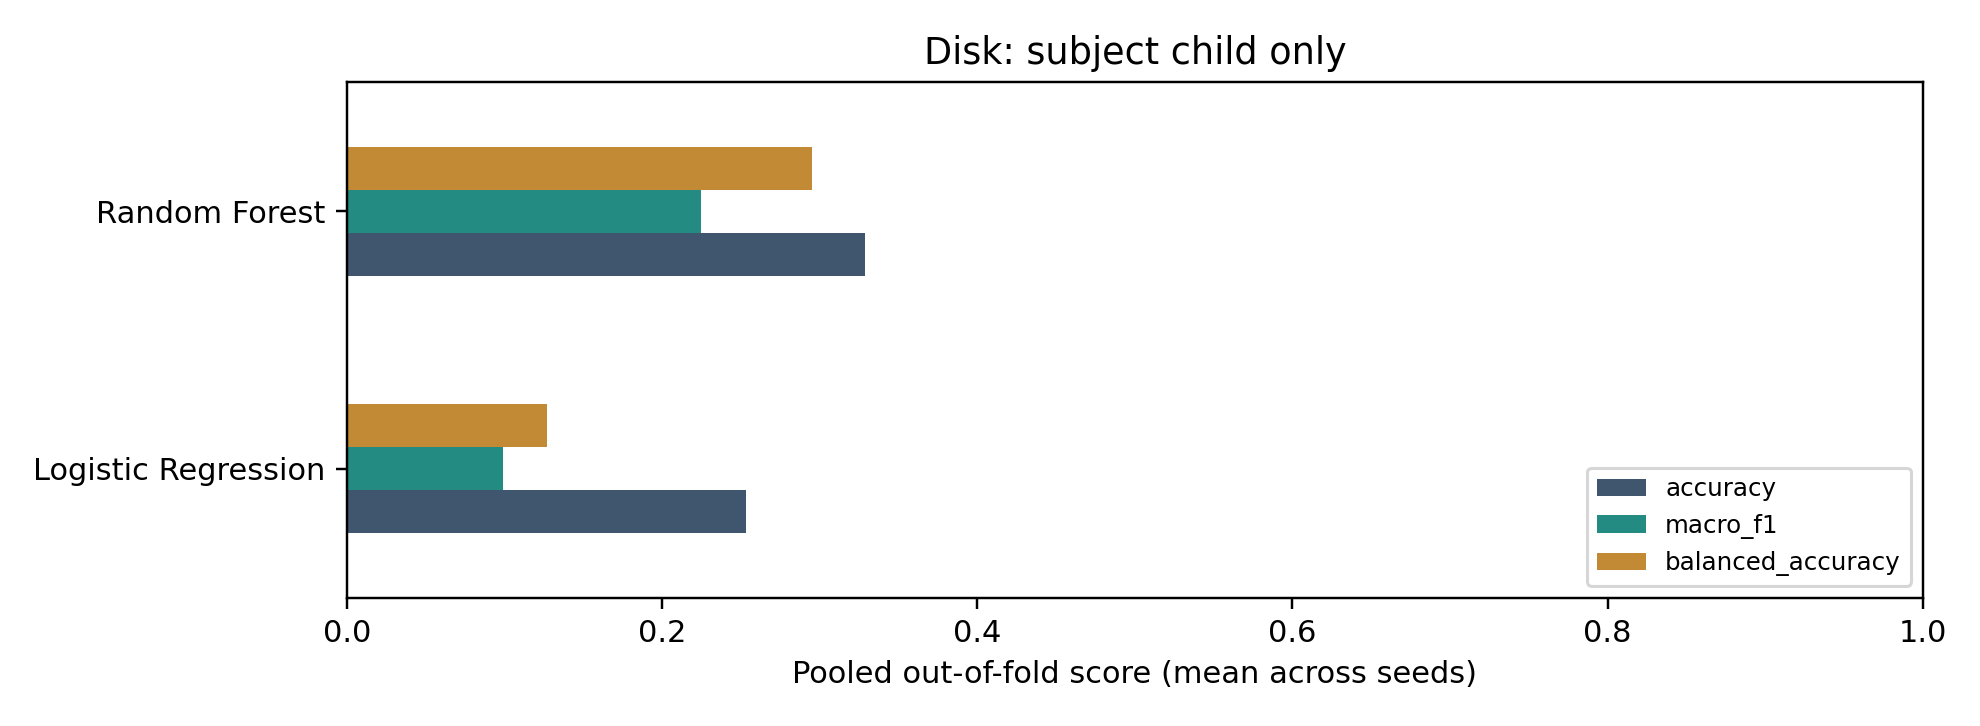 Disk: subject child only
Random Forest
Logistic Regression
accuracy
macro_f1
balanced_accuracy
0.0 0.2 0.4 0.6 0.8 1.0
Pooled out-of-fold score (mean across seeds)